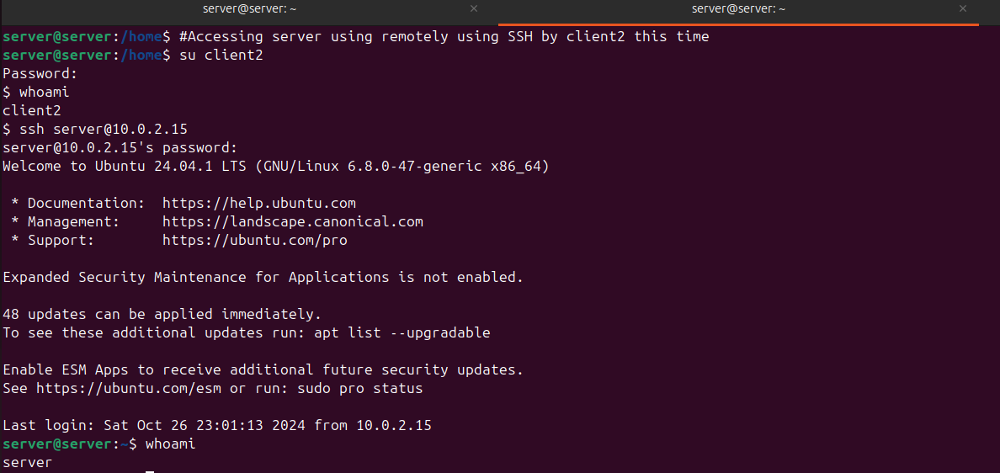 server@server: ~ × server@server: ~ ×
server@server:/home$ #Accessing server using remotely using SSH by client2 this time
server@server:/home$ su client2
Password:
$ whoami
client2
$ ssh server@10.0.2.15
server@10.0.2.15's password:
Welcome to Ubuntu 24.04.1 LTS (GNU/Linux 6.8.0-47-generic x86_64)

 * Documentation:  https://help.ubuntu.com
 * Management:     https://landscape.canonical.com
 * Support:        https://ubuntu.com/pro

Expanded Security Maintenance for Applications is not enabled.

48 updates can be applied immediately.
To see these additional updates run: apt list --upgradable

Enable ESM Apps to receive additional future security updates.
See https://ubuntu.com/esm or run: sudo pro status

Last login: Sat Oct 26 23:01:13 2024 from 10.0.2.15
server@server:~$ whoami
server